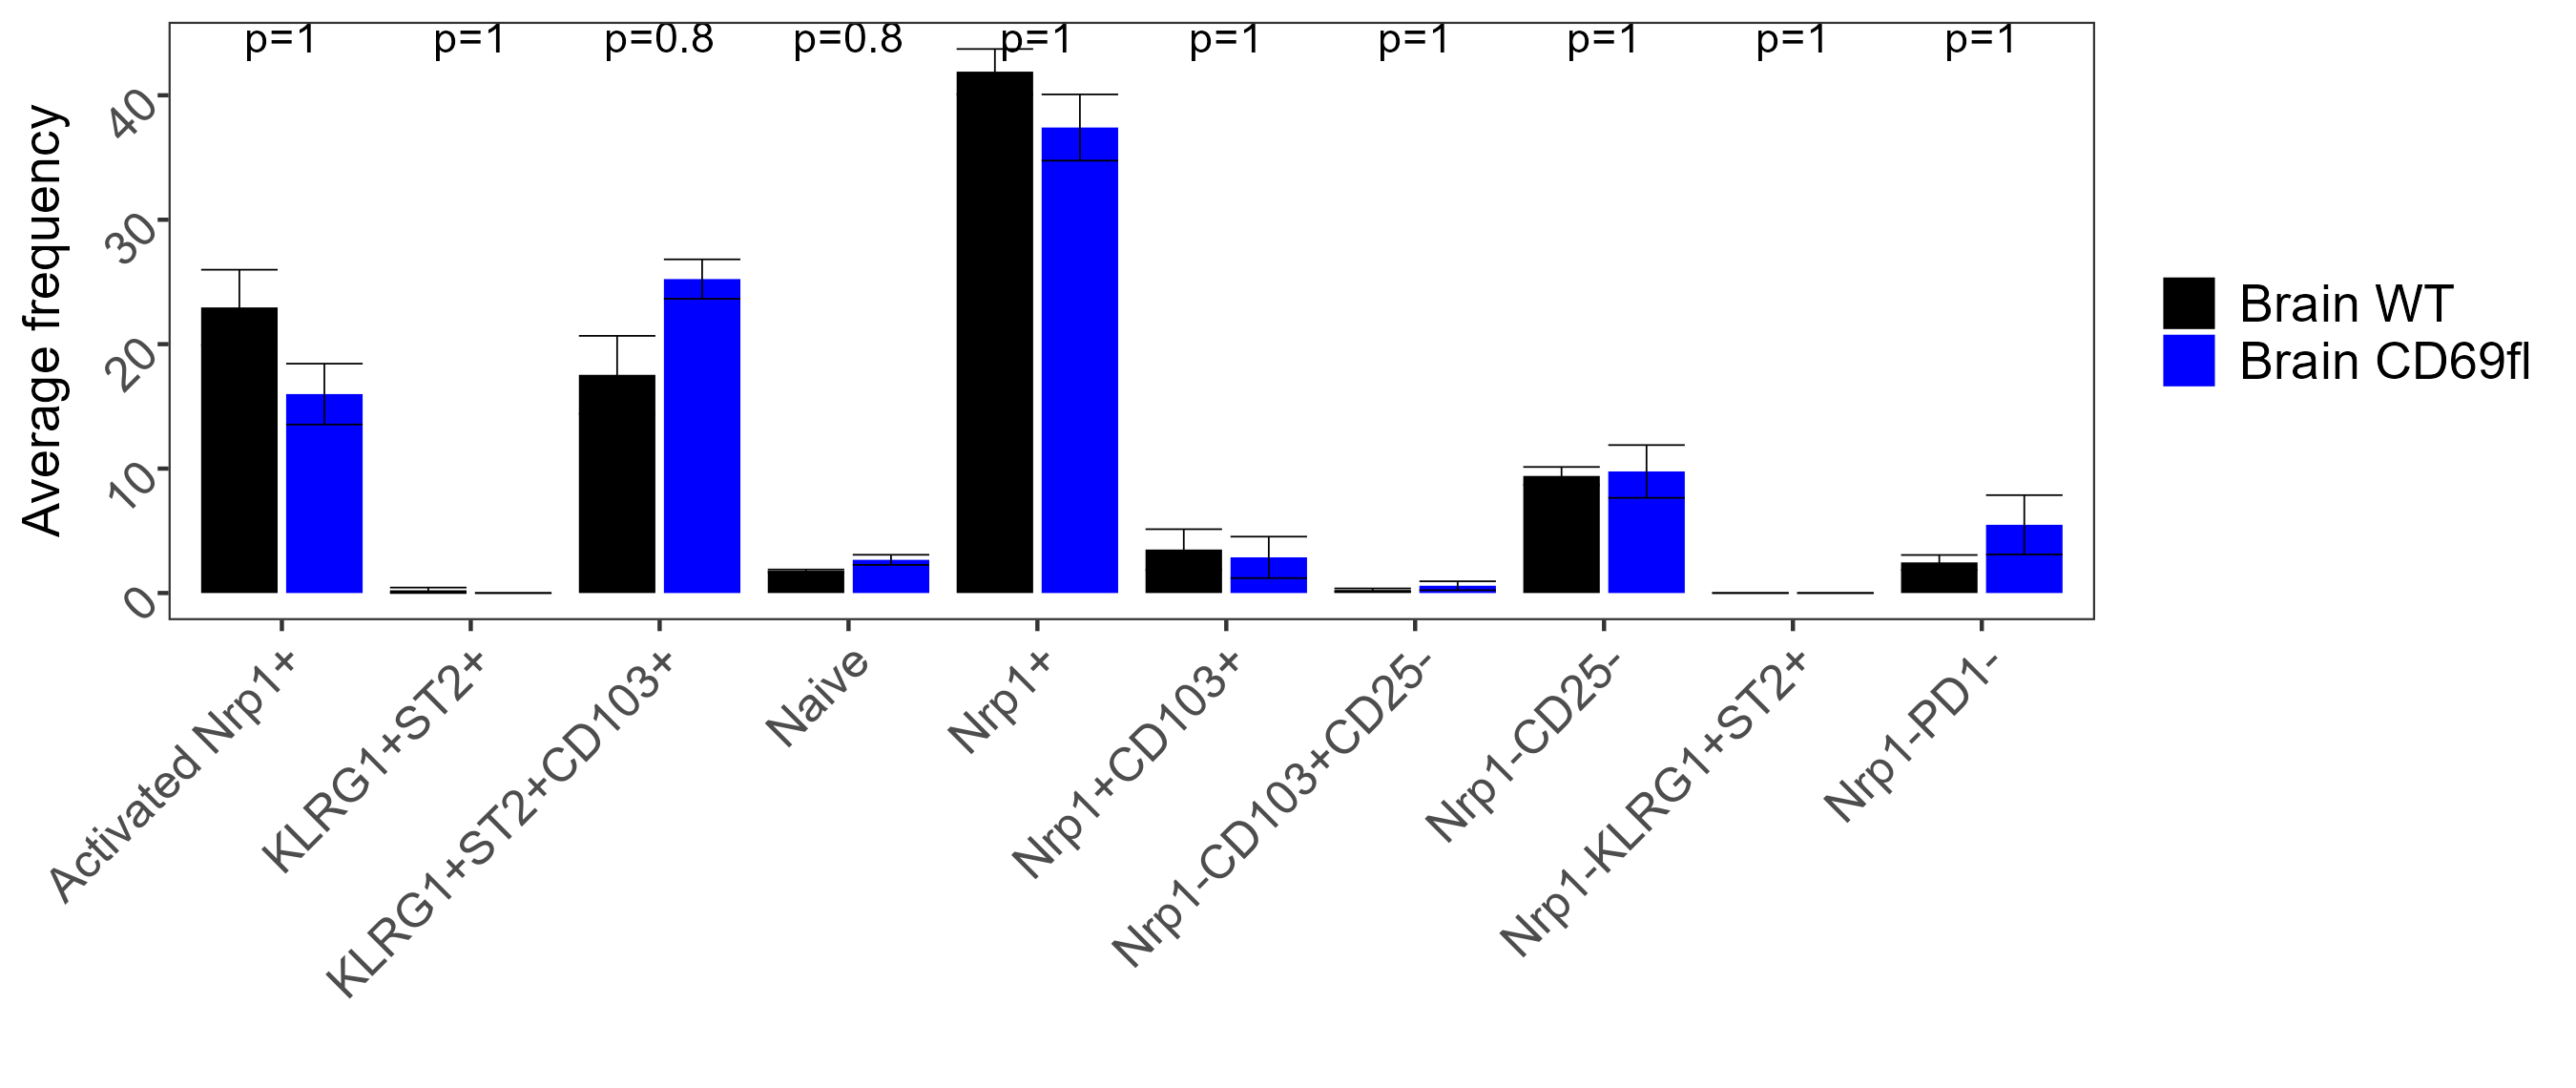 p=1 p=1 p=0.8 p=0.8 p=1 p=1 p=1 p=1 p=1 p=1
Average frequency
40
30
20
10
0
Activated Nrp1+
KLRG1+ST2+
KLRG1+ST2+CD103+
Naive
Nrp1+
Nrp1+CD103+
Nrp1-CD103+CD25-
Nrp1-CD25-
Nrp1-KLRG1+ST2+
Nrp1-PD1-
Brain WT
Brain CD69fl